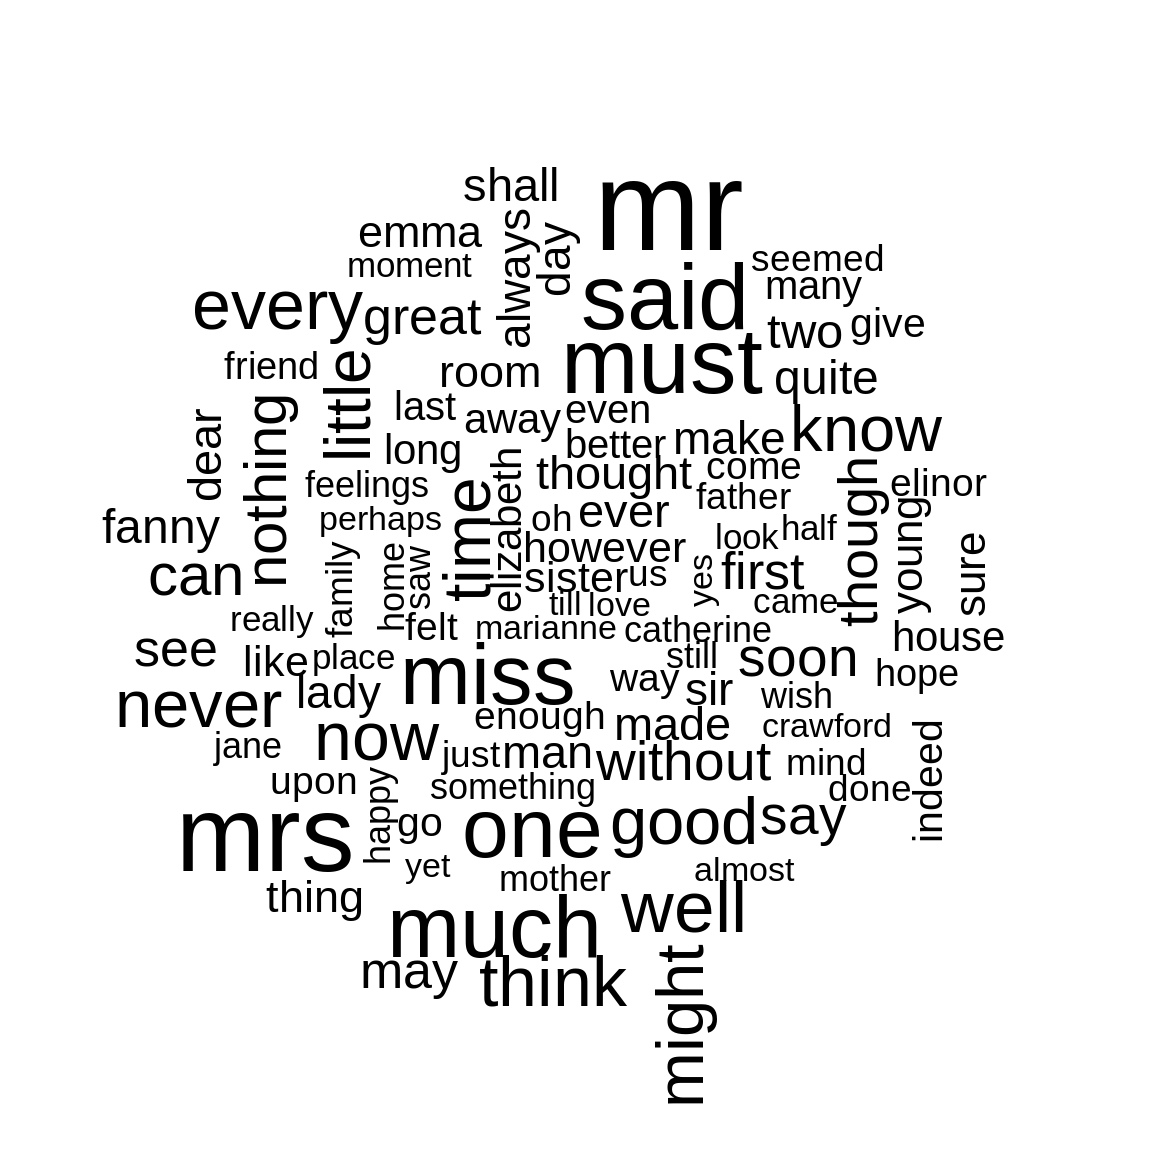 shall
mr
emma
always
day
moment
seemed
said
many
every
great
two
give
must
friend
little
room
quite
last
away
even
know
dear
nothing
long
better
make
thought
come
elizabeth
though
feelings
time
father
elinor
fanny
perhaps
oh
ever
look
half
young
sure
can
however
family
home
saw
sister
us
yes
first
till
love
came
really
felt
marianne
catherine
house
see
like
place
miss
still
soon
way
hope
never
lady
sir
wish
enough
made
crawford
now
jane
just
man
without
mind
indeed
upon
happy
something
done
mrs
go
one
good
say
yet
mother
almost
thing
much
well
may
think
might